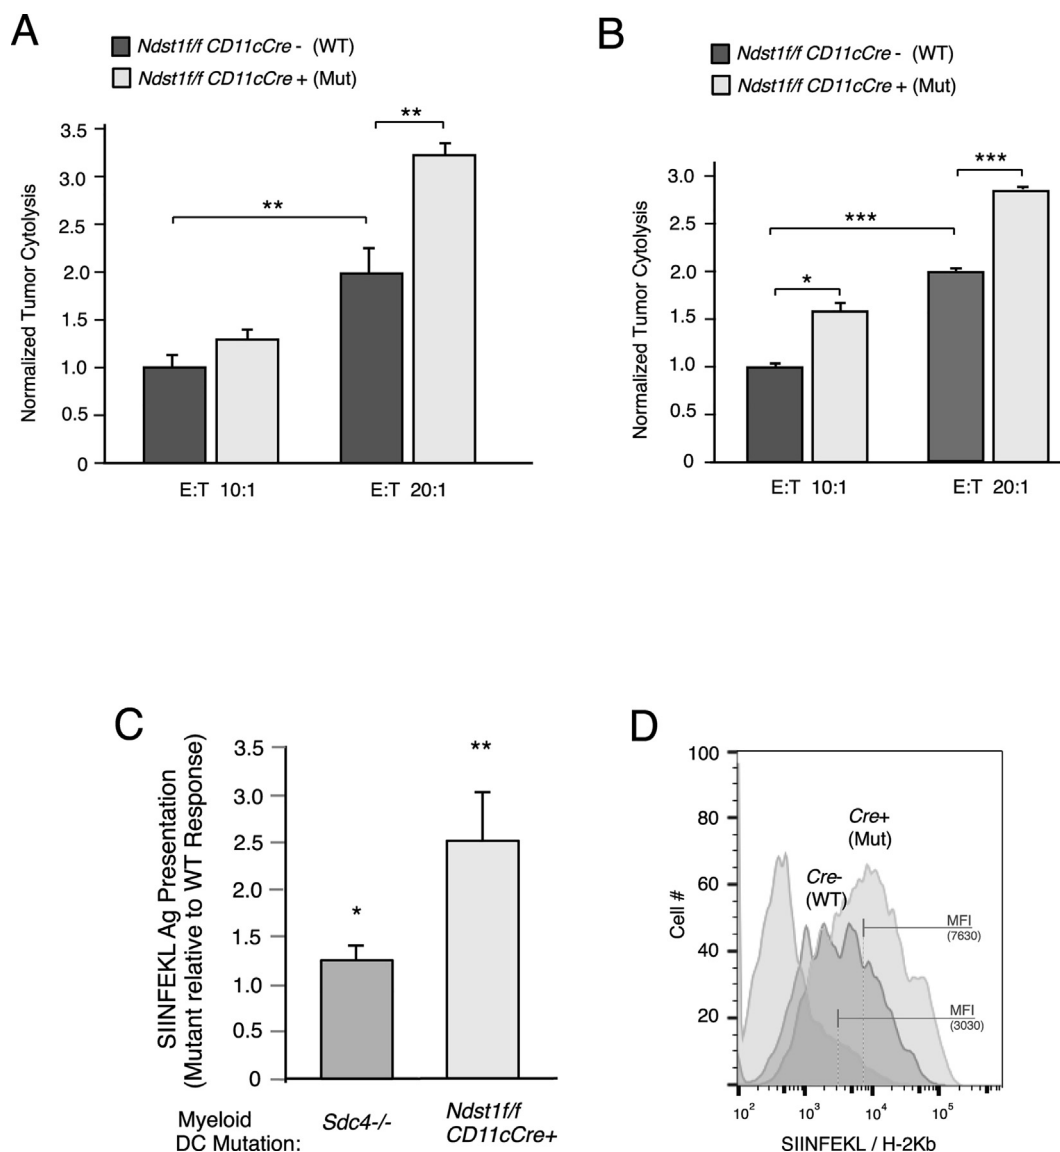 A
Ndst1f/f CD11cCre - (WT)
Ndst1f/f CD11cCre + (Mut)
Normalized Tumor Cytolysis
3.5
3.0
2.5
2.0
1.5
1.0
0.5
0
**
**
E:T 10:1
E:T 20:1
B
Ndst1f/f CD11cCre - (WT)
Ndst1f/f CD11cCre + (Mut)
Normalized Tumor Cytolysis
3.0
2.5
2.0
1.5
1.0
0.5
0
*
***
***
E:T 10:1
E:T 20:1
C
SIINFEKL Ag Presentation
(Mutant relative to WT Response)
3.5
3.0
2.5
2.0
1.5
1.0
0.5
0
*
**
Myeloid
DC Mutation:
Sdc4-/-
Ndst1f/f
CD11cCre+
D
Cell #
100
80
60
40
20
Cre+
(Mut)
Cre-
(WT)
MFI
(7630)
MFI
(3030)
10²
10³
10⁴
10⁵
SIINFEKL / H-2Kb